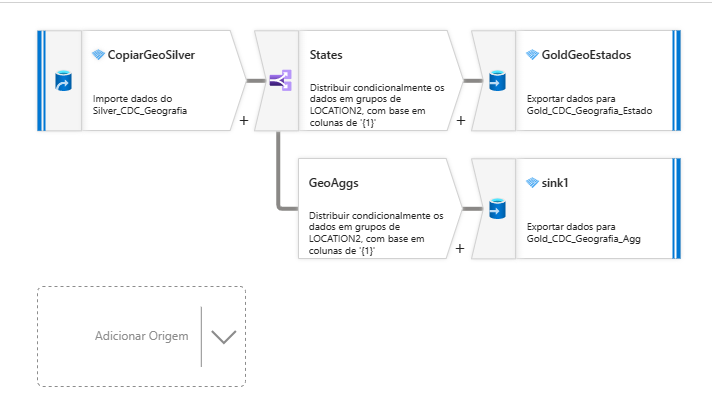 CopiarGeoSilver
Importe dados do
Silver_CDC_Geografia
+
States
Distribuir condicionalmente os
dados em grupos de
LOCATION2, com base em
colunas de '{1}'
+
GoldGeoEstados
Exportar dados para
Gold_CDC_Geografia_Estado
GeoAggs
Distribuir condicionalmente os
dados em grupos de
LOCATION2, com base em
colunas de '{1}'
+
sink1
Exportar dados para
Gold_CDC_Geografia_Agg
Adicionar Origem